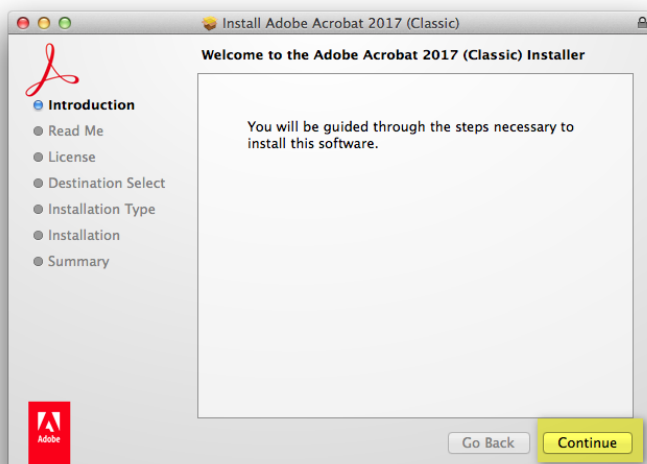 Install Adobe Acrobat 2017 (Classic)
Welcome to the Adobe Acrobat 2017 (Classic) Installer
Introduction
Read Me
License
Destination Select
Installation Type
Installation
Summary
You will be guided through the steps necessary to
install this software.
Adobe
Go Back
Continue